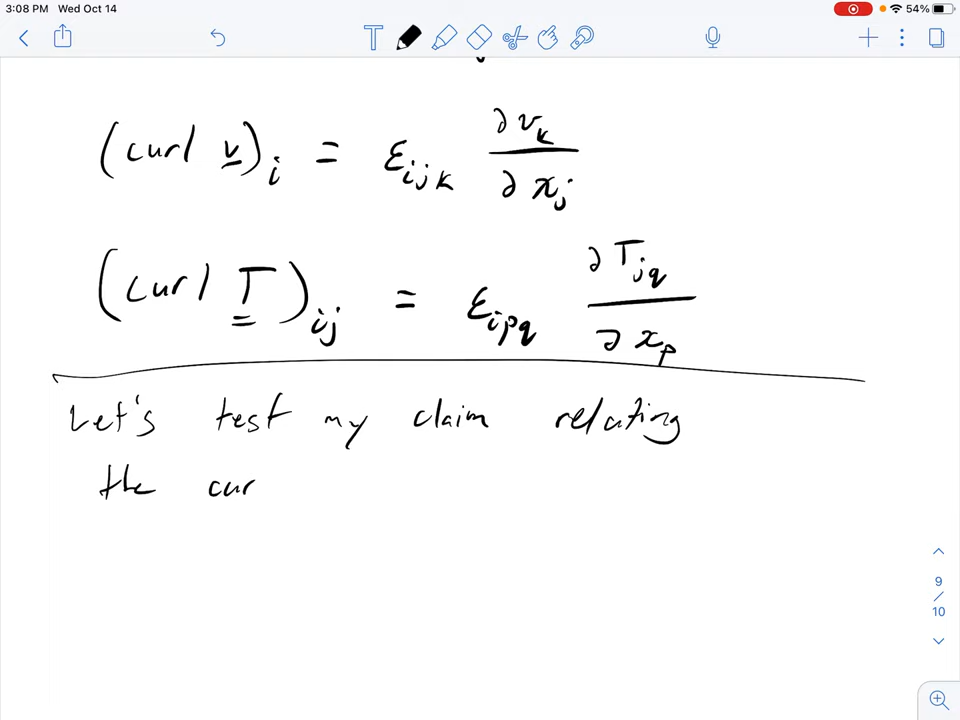 3:08 PM Wed Oct 14 54%
(curl v)_i = ε_ijk ∂v_k / ∂x_j
(curl T)_ij = ε_ipq ∂T_jq / ∂x_p
Let's test my claim relating
the cur
9
/
10